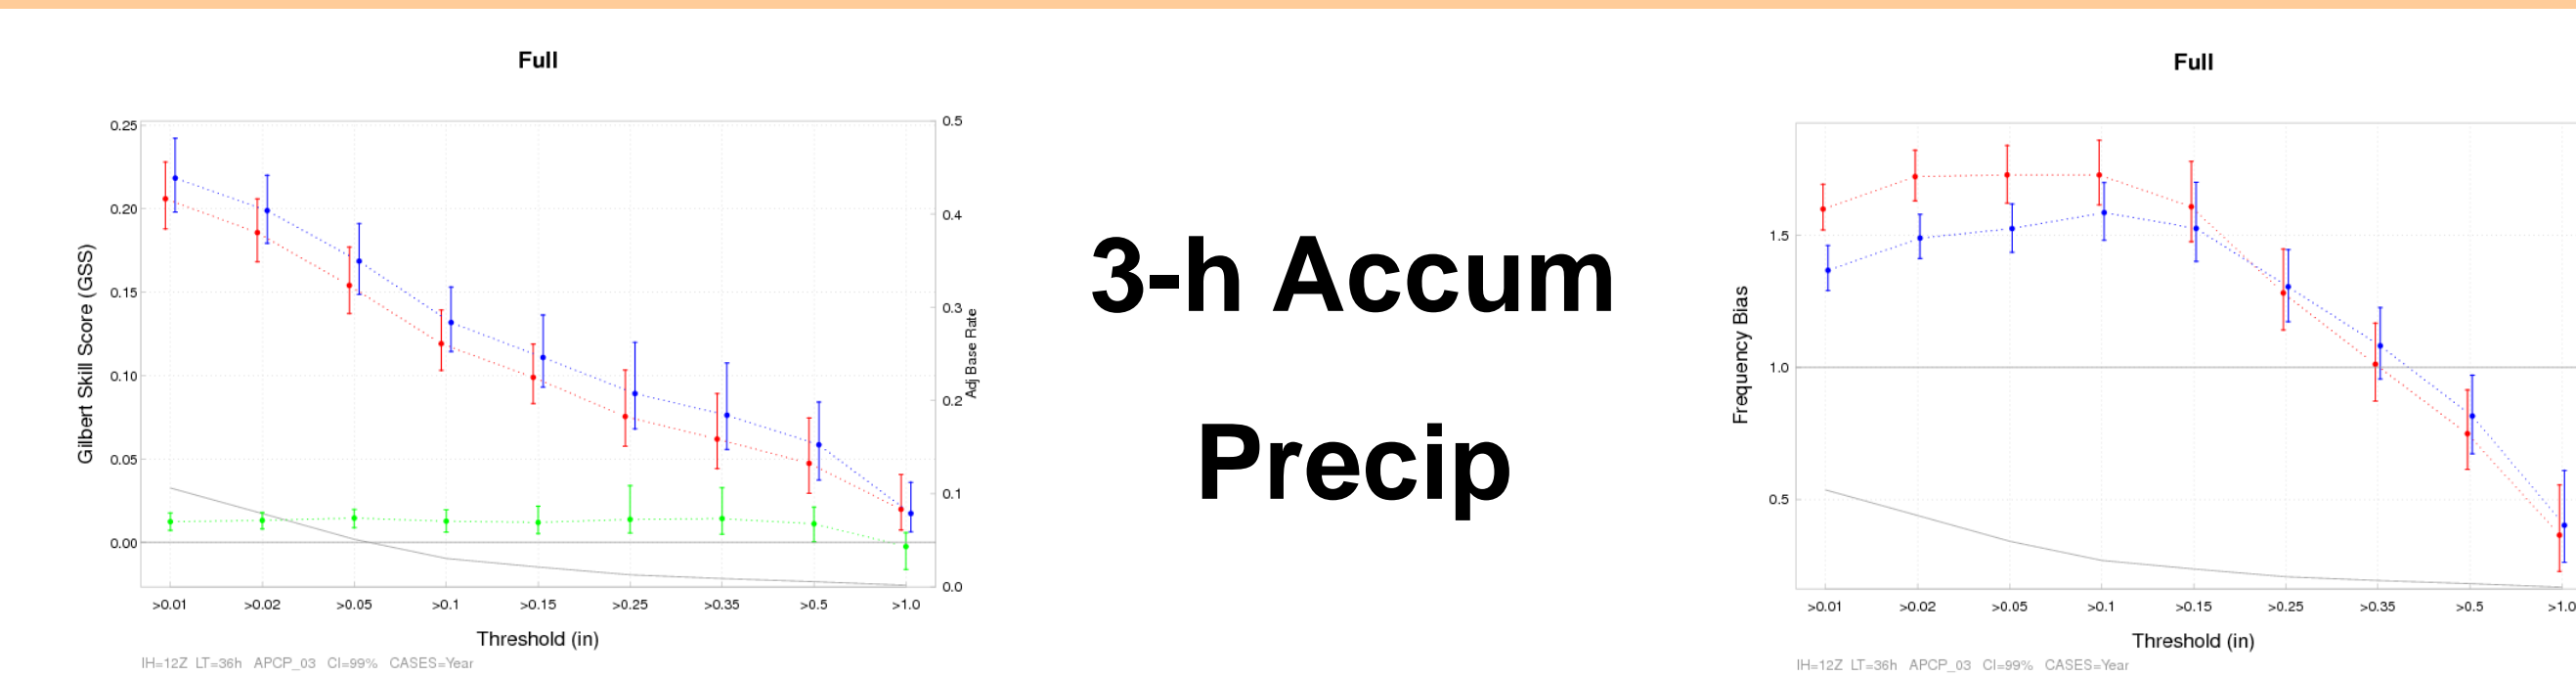 Full
0.25
0.20
0.15
0.10
0.05
0.00
Gilbert Skill Score (GSS)
0.5
0.4
0.3
0.2
0.1
0.0
Adj Base Rate
>0.01 >0.02 >0.05 >0.1 >0.15 >0.25 >0.35 >0.5 >1.0
Threshold (in)
IH=12Z LT=36h APCP_03 CI=99% CASES=Year
3-h Accum
Precip
Full
1.5
1.0
0.5
Frequency Bias
>0.01 >0.02 >0.05 >0.1 >0.15 >0.25 >0.35 >0.5 >1.0
Threshold (in)
IH=12Z LT=36h APCP_03 CI=99% CASES=Year